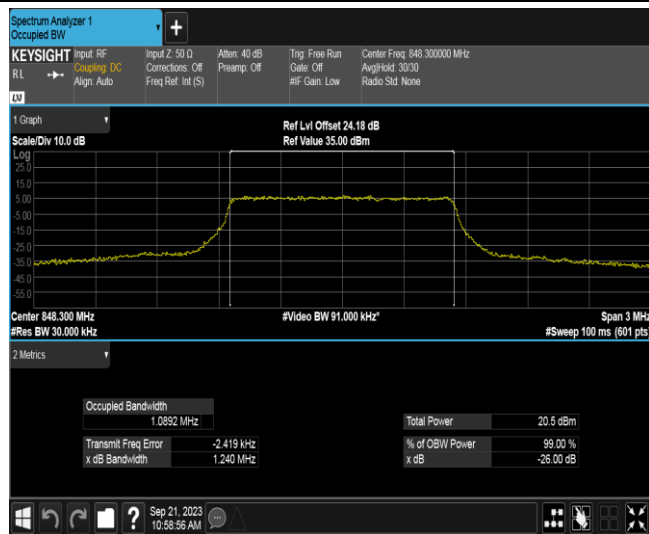 Spectrum Analyzer 1
Occupied BW
+
KEYSIGHT
RL
LXI
Input: RF
Coupling: DC
Align: Auto
Input Z: 50 Ω
Corrections: Off
Freq Ref: Int (S)
Atten: 40 dB
Preamp: Off
Trig: Free Run
Gate: Off
#IF Gain: Low
Center Freq: 848.300000 MHz
Avg|Hold: 30/30
Radio Std: None
1 Graph
Scale/Div 10.0 dB
Ref Lvl Offset 24.18 dB
Ref Value 35.00 dBm
Log
25.0
15.0
5.00
-5.00
-15.0
-25.0
-35.0
-45.0
-55.0
Center 848.300 MHz
#Video BW 91.000 kHz*
Span 3 MHz
#Res BW 30.000 kHz
#Sweep 100 ms (601 pts)
2 Metrics
Occupied Bandwidth
1.0892 MHz
Total Power 20.5 dBm
Transmit Freq Error -2.419 kHz
% of OBW Power 99.00 %
x dB Bandwidth 1.240 MHz
x dB -26.00 dB
?
Sep 21, 2023
10:58:56 AM